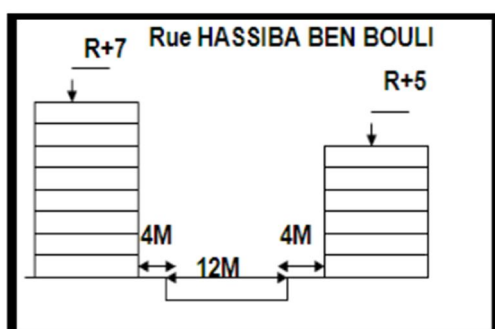 Rue HASSIBA BEN BOULI
R+7
R+5
4M
4M
12M